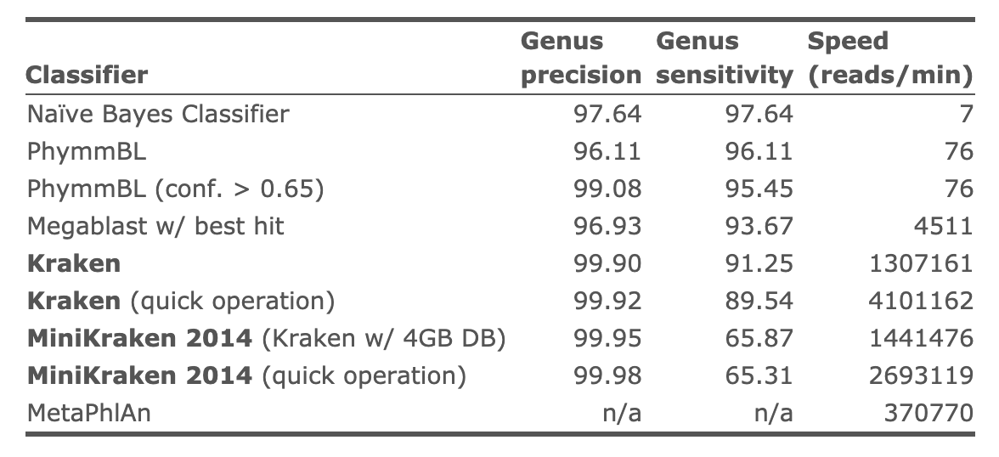 Genus Genus Speed
Classifier precision sensitivity (reads/min)
Naïve Bayes Classifier 97.64 97.64 7
PhymmBL 96.11 96.11 76
PhymmBL (conf. > 0.65) 99.08 95.45 76
Megablast w/ best hit 96.93 93.67 4511
Kraken 99.90 91.25 1307161
Kraken (quick operation) 99.92 89.54 4101162
MiniKraken 2014 (Kraken w/ 4GB DB) 99.95 65.87 1441476
MiniKraken 2014 (quick operation) 99.98 65.31 2693119
MetaPhlAn n/a n/a 370770